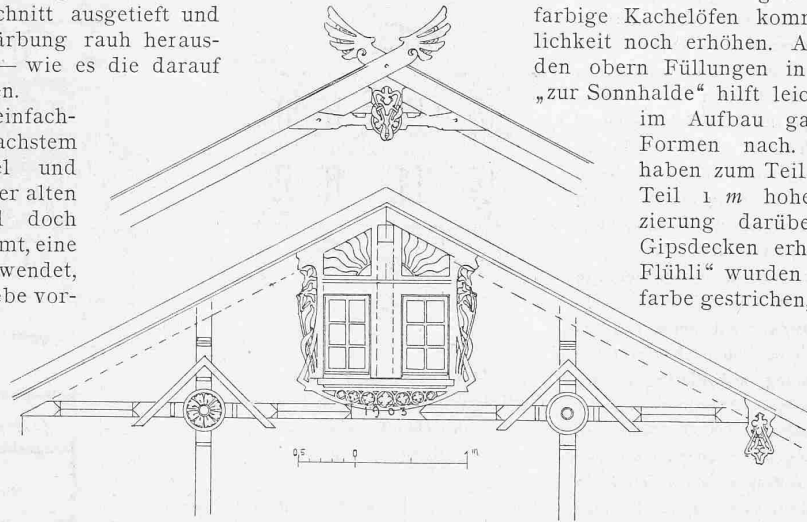 schnitt ausgetieft und
ärbung rauh heraus-
— wie es die darauf
en.
einfach-
achstem
el und
er alten
doch
mt, eine
wendet,
ebe vor-
farbige Kachelöfen komm
lichkeit noch erhöhen. A
den obern Füllungen in
„zur Sonnhalde“ hilft leic
im Aufbau ga
Formen nach.
haben zum Teil
Teil 1 m hohe
zierung darübe
Gipsdecken erh
Flühli“ wurden
farbe gestrichen,
1903
0,5 0 1 m